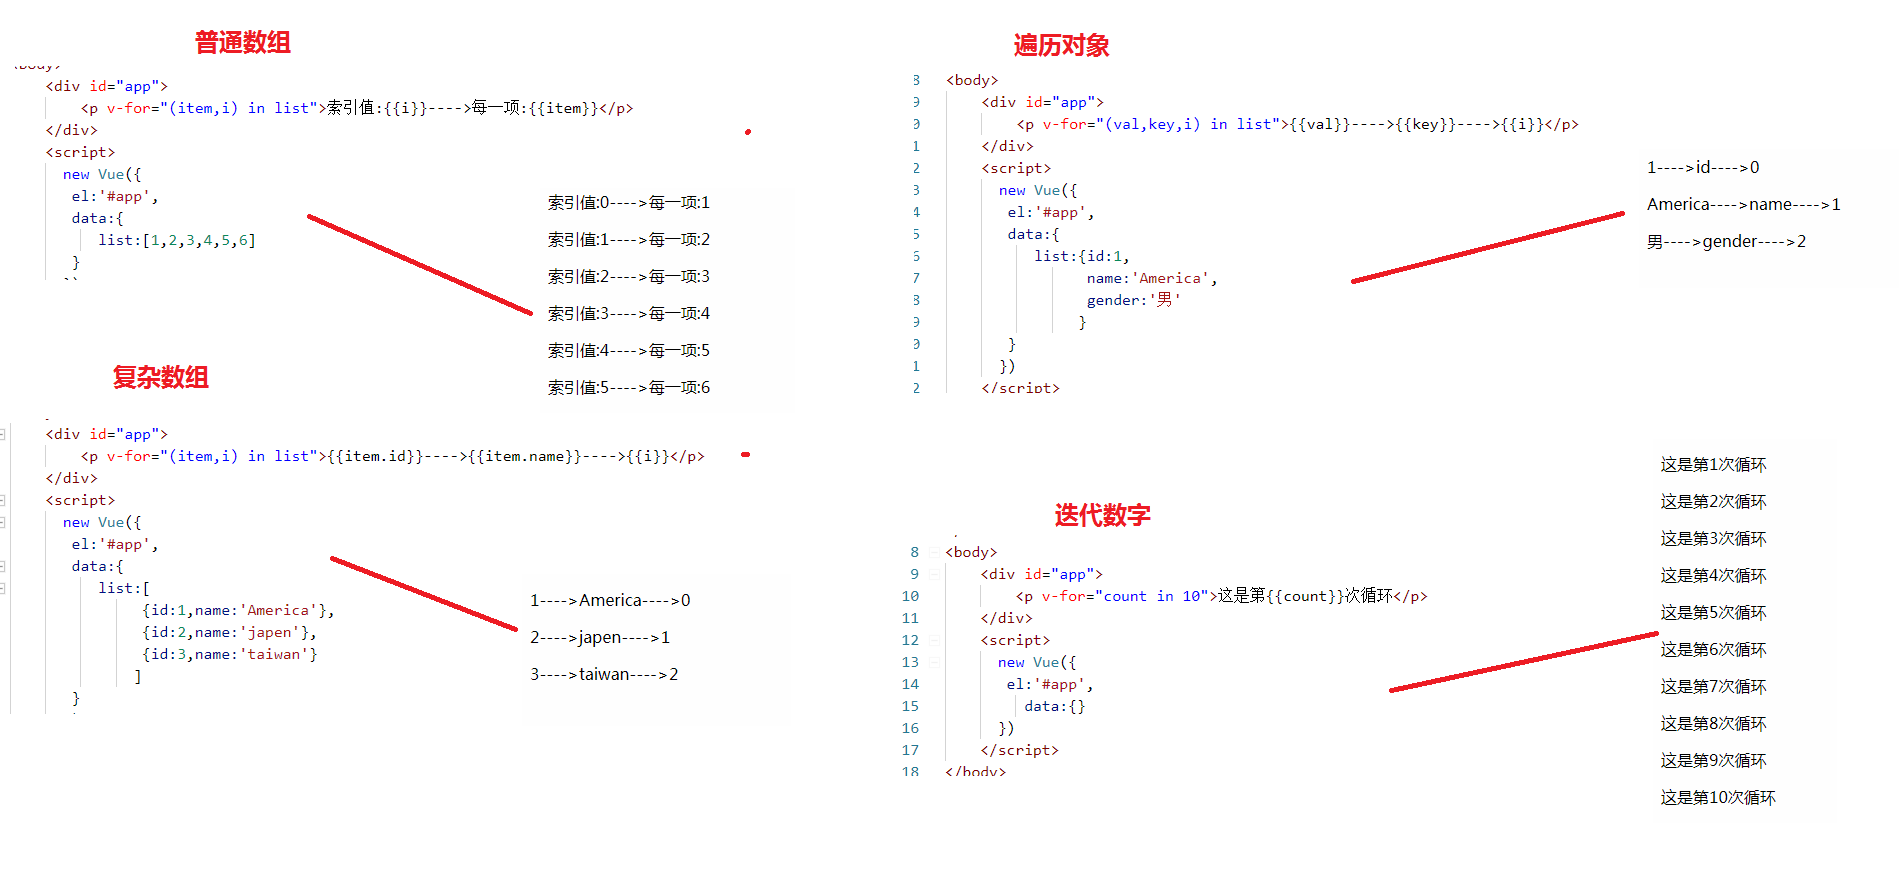 普通数组
<body>
<div id="app">
<p v-for="(item,i) in list">索引值:{{i}}---->每一项:{{item}}</p>
</div>
<script>
new Vue({
el:'#app',
data:{
list:[1,2,3,4,5,6]
}
索引值:0---->每一项:1
索引值:1---->每一项:2
索引值:2---->每一项:3
索引值:3---->每一项:4
索引值:4---->每一项:5
索引值:5---->每一项:6
复杂数组
<div id="app">
<p v-for="(item,i) in list">{{item.id}}---->{{item.name}}---->{{i}}</p>
</div>
<script>
new Vue({
el:'#app',
data:{
list:[
{id:1,name:'America'},
{id:2,name:'japen'},
{id:3,name:'taiwan'}
]
}
1---->America---->0
2---->japen---->1
3---->taiwan---->2
遍历对象
8 <body>
9 <div id="app">
0 <p v-for="(val,key,i) in list">{{val}}---->{{key}}---->{{i}}</p>
1 </div>
2 <script>
3 new Vue({
4 el:'#app',
5 data:{
6 list:{id:1,
7 name:'America',
8 gender:'男'
9 }
0 }
1 })
2 </script>
1---->id---->0
America---->name---->1
男---->gender---->2
迭代数字
8 <body>
9 <div id="app">
10 <p v-for="count in 10">这是第{{count}}次循环</p>
11 </div>
12 <script>
13 new Vue({
14 el:'#app',
15 data:{}
16 })
17 </script>
18 </body>
这是第1次循环
这是第2次循环
这是第3次循环
这是第4次循环
这是第5次循环
这是第6次循环
这是第7次循环
这是第8次循环
这是第9次循环
这是第10次循环